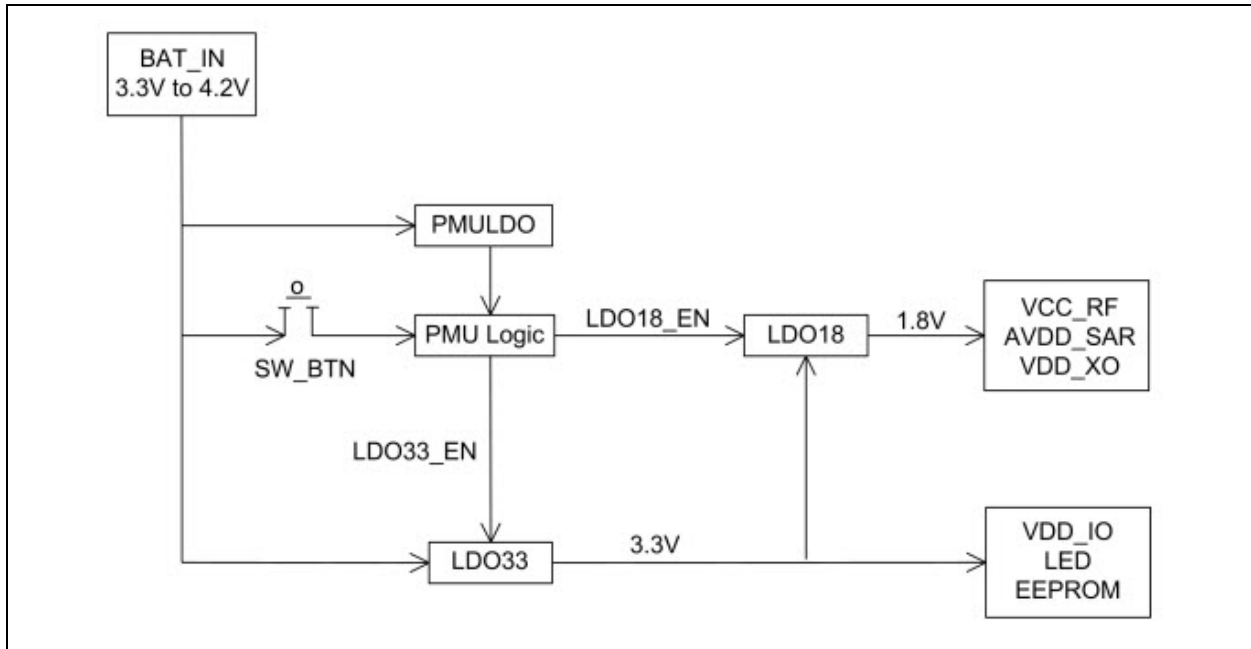 BAT_IN
3.3V to 4.2V
PMULDO
SW_BTN
PMU Logic
LDO18_EN
LDO18
1.8V
VCC_RF
AVDD_SAR
VDD_XO
LDO33_EN
LDO33
3.3V
VDD_IO
LED
EEPROM